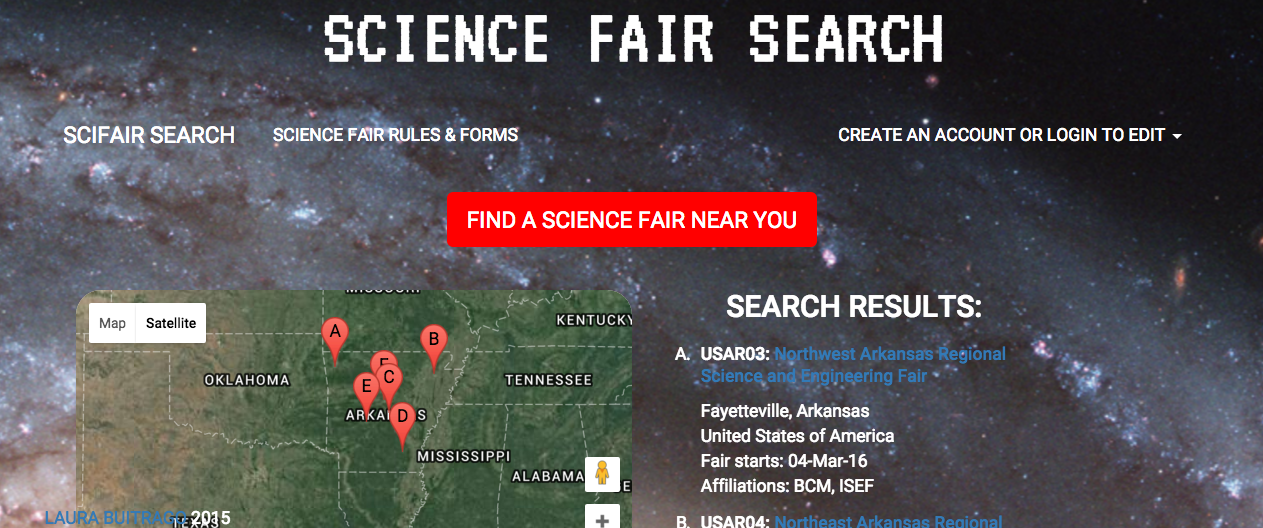 SCIENCE FAIR SEARCH
SCIFAIR SEARCH
SCIENCE FAIR RULES & FORMS
CREATE AN ACCOUNT OR LOGIN TO EDIT
FIND A SCIENCE FAIR NEAR YOU
Map
Satellite
MISSOURI
KENTUCKY
A
B
C
E
D
OKLAHOMA
TENNESSEE
ARKANSAS
MISSISSIPPI
ALABAMA
TEXAS
LAURA BUITRAGO 2015
SEARCH RESULTS:
A. USAR03: Northwest Arkansas Regional
Science and Engineering Fair
Fayetteville, Arkansas
United States of America
Fair starts: 04-Mar-16
Affiliations: BCM, ISEF
B. USAR04: Northeast Arkansas Regional